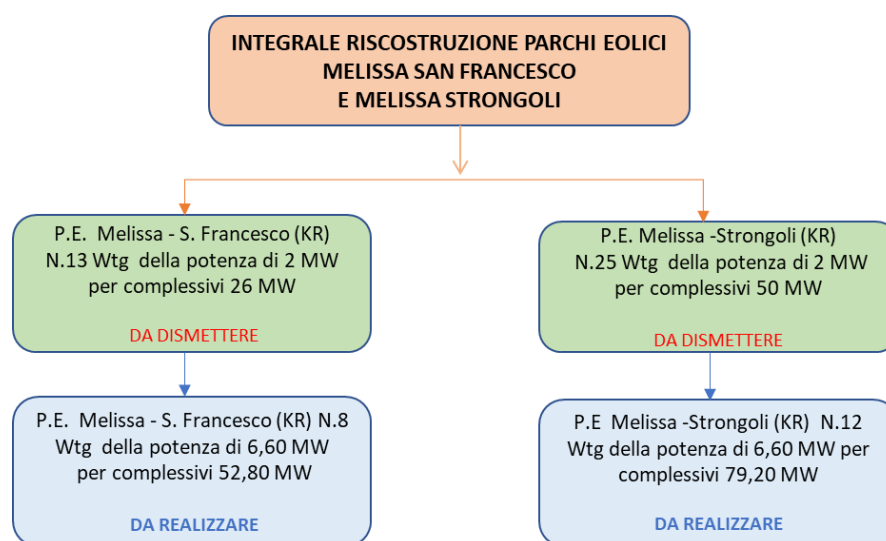 INTEGRALE RISCOSTRUZIONE PARCHI EOLICI
MELISSA SAN FRANCESCO
E MELISSA STRONGOLI
P.E. Melissa - S. Francesco (KR)
N.13 Wtg della potenza di 2 MW
per complessivi 26 MW
DA DISMETTERE
P.E. Melissa -Strongoli (KR)
N.25 Wtg della potenza di 2 MW
per complessivi 50 MW
DA DISMETTERE
P.E. Melissa - S. Francesco (KR) N.8
Wtg della potenza di 6,60 MW
per complessivi 52,80 MW
DA REALIZZARE
P.E Melissa -Strongoli (KR) N.12
Wtg della potenza di 6,60 MW per
complessivi 79,20 MW
DA REALIZZARE